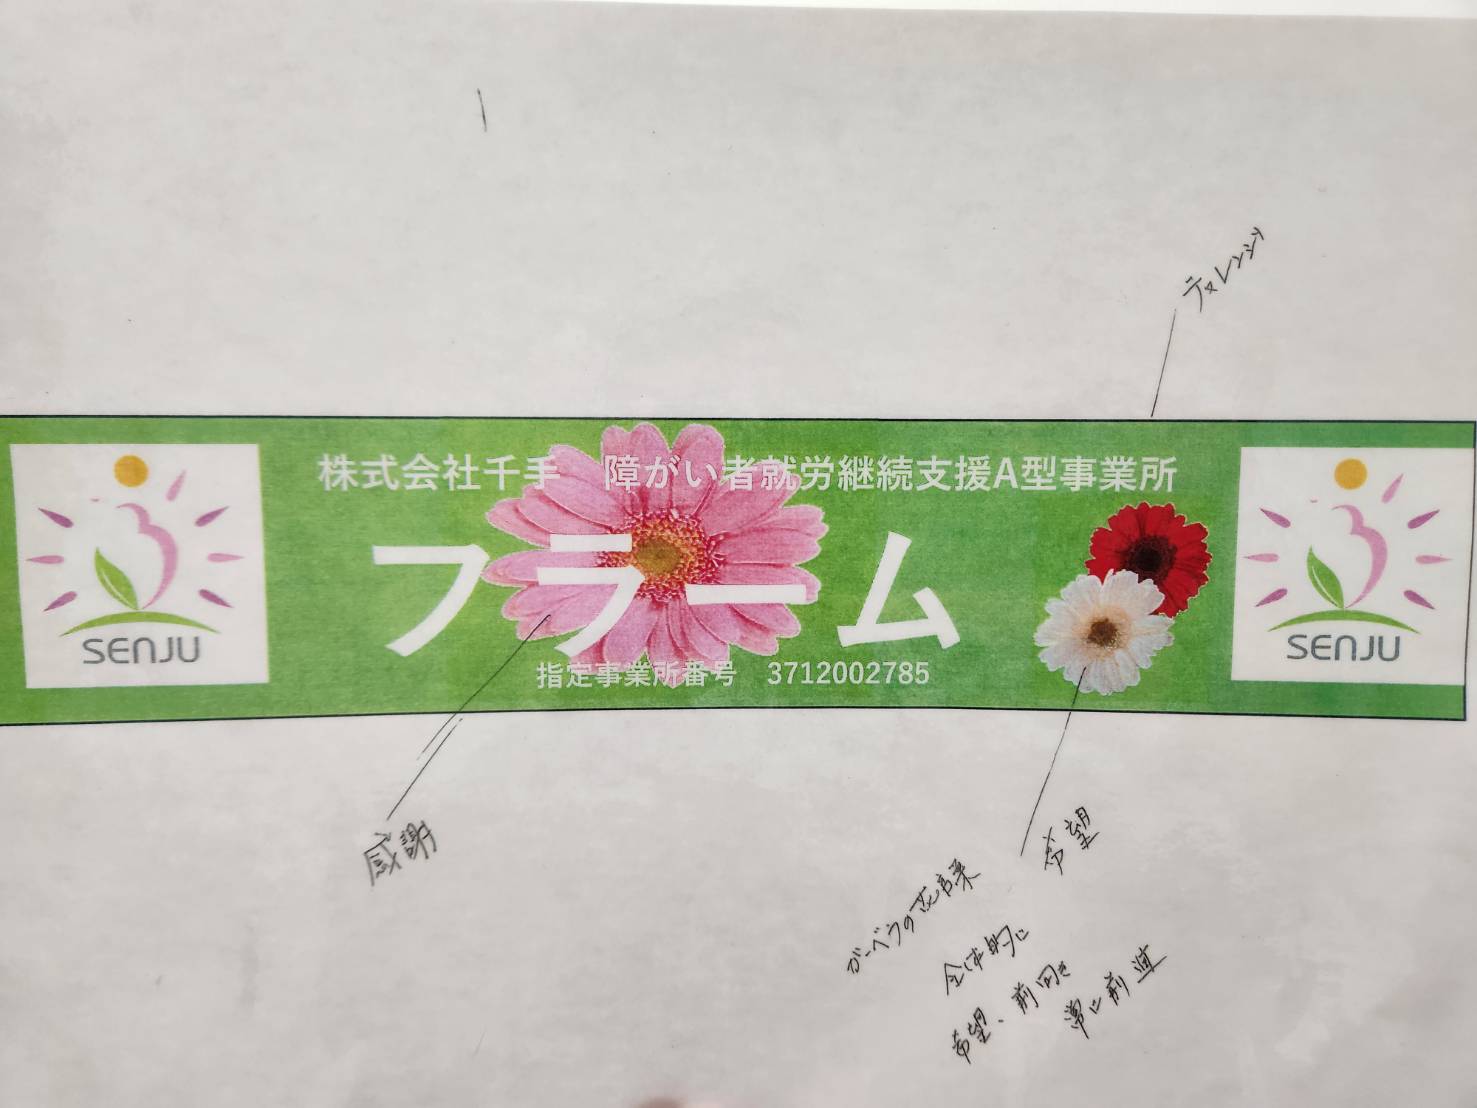 チャレンジ
株式会社千手 障がい者就労継続支援A型事業所
フラーム
指定事業所番号 3712002785
SENJU
SENJU
感謝
希望
ガーベラの花言葉
全体的に
希望、前向き
常に前進